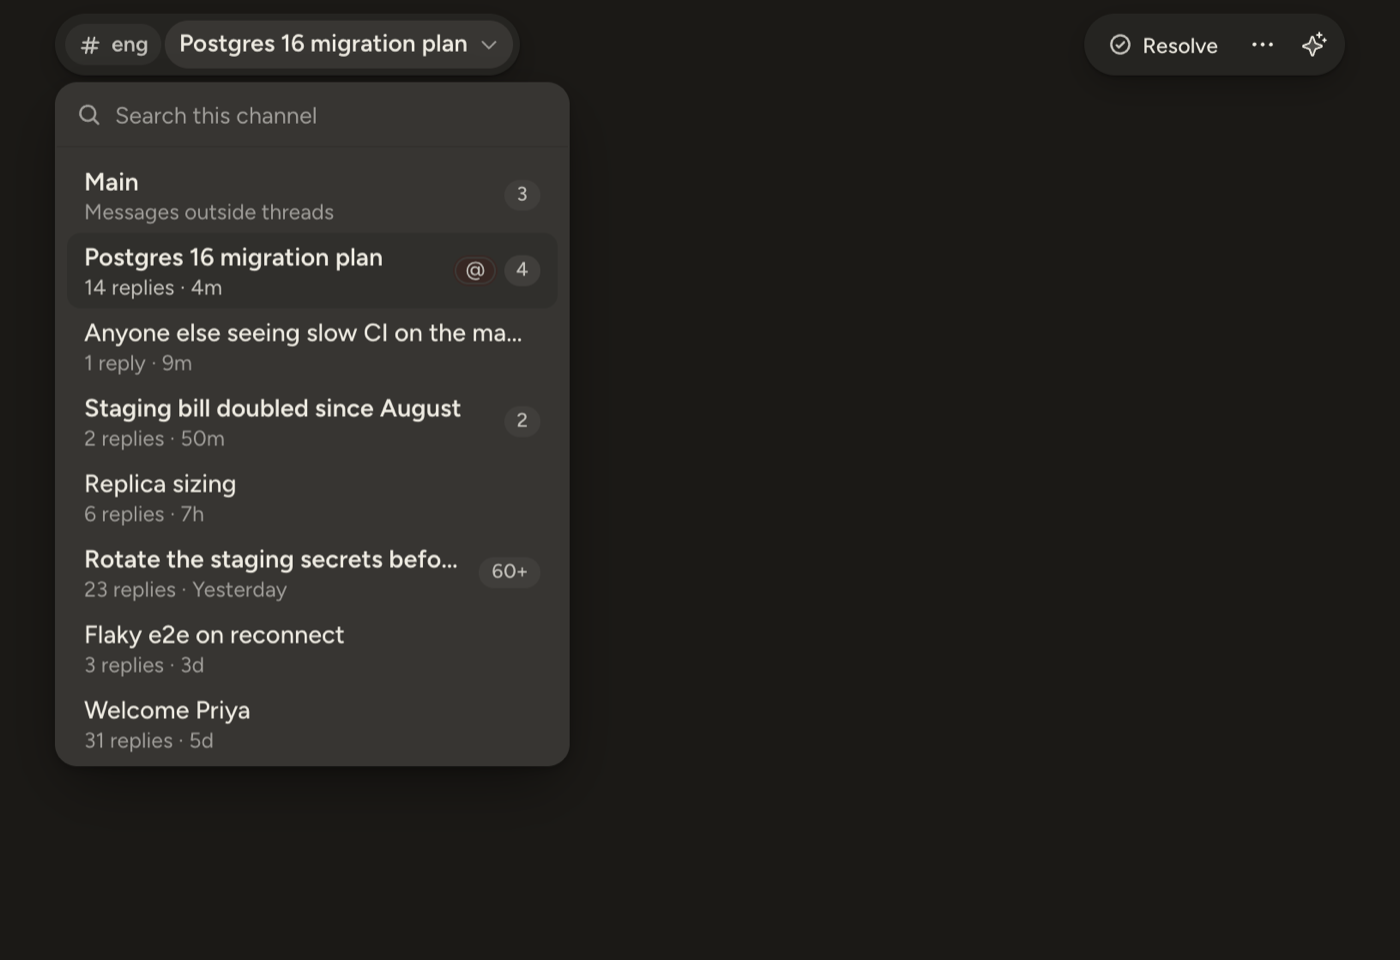 # eng
Postgres 16 migration plan
Resolve
Search this channel
Main
3
Messages outside threads
Postgres 16 migration plan
@ 4
14 replies · 4m
Anyone else seeing slow CI on the ma...
1 reply · 9m
Staging bill doubled since August
2
2 replies · 50m
Replica sizing
6 replies · 7h
Rotate the staging secrets befo...
60+
23 replies · Yesterday
Flaky e2e on reconnect
3 replies · 3d
Welcome Priya
31 replies · 5d